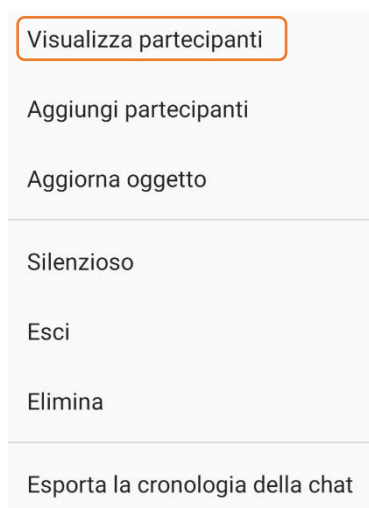 Visualizza partecipanti
Aggiungi partecipanti
Aggiorna oggetto
Silenzioso
Esci
Elimina
Esporta la cronologia della chat